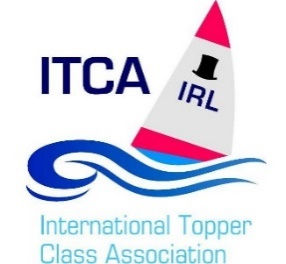 ITCA
IRL
International Topper
Class Association